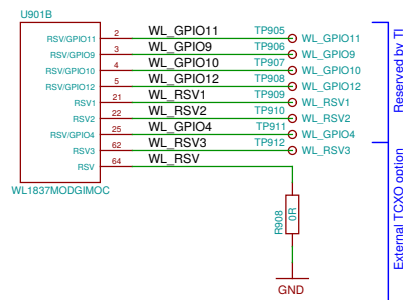 U901B
RSV/GPIO11 2 WL_GPIO11 TP905 WL_GPIO11
RSV/GPIO9 3 WL_GPIO9 TP906 WL_GPIO9
RSV/GPIO10 4 WL_GPIO10 TP907 WL_GPIO10
RSV/GPIO12 5 WL_GPIO12 TP908 WL_GPIO12
RSV1 21 WL_RSV1 TP909 WL_RSV1
RSV2 22 WL_RSV2 TP910 WL_RSV2
RSV/GPIO4 25 WL_GPIO4 TP911 WL_GPIO4
RSV3 62 WL_RSV3 TP912 WL_RSV3
RSV 64 WL_RSV
WL1837MODGIMOC
R908
0R
GND
Reserved by TI
External TCXO option